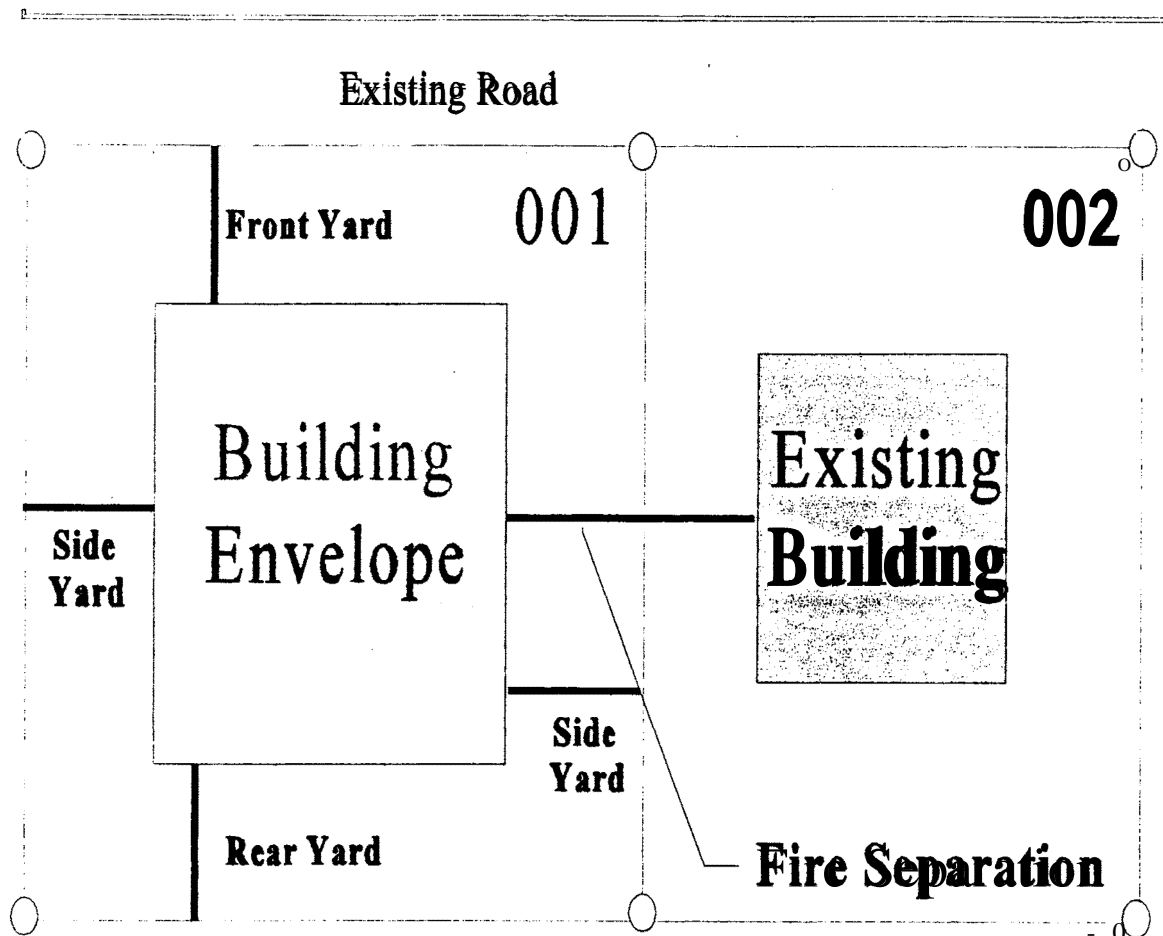 Existing Road
Front Yard
001
002
Building
Envelope
Existing
Building
Side
Yard
Side
Yard
Rear Yard
Fire Separation